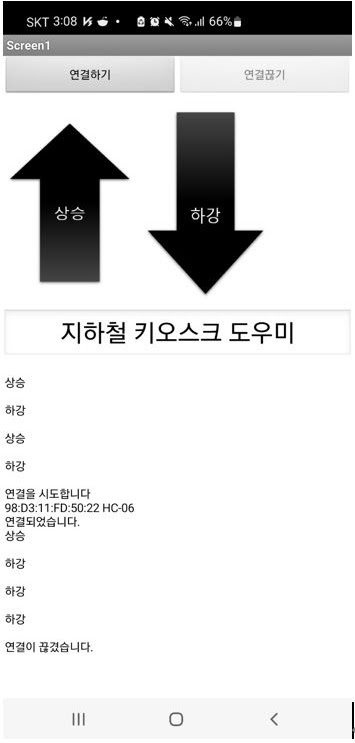 SKT 3:08 66%
Screen1
연결하기 연결끊기
상승 하강
지하철 키오스크 도우미
상승
하강
상승
하강
연결을 시도합니다
98:D3:11:FD:50:22 HC-06
연결되었습니다.
상승
하강
하강
하강
연결이 끊겼습니다.